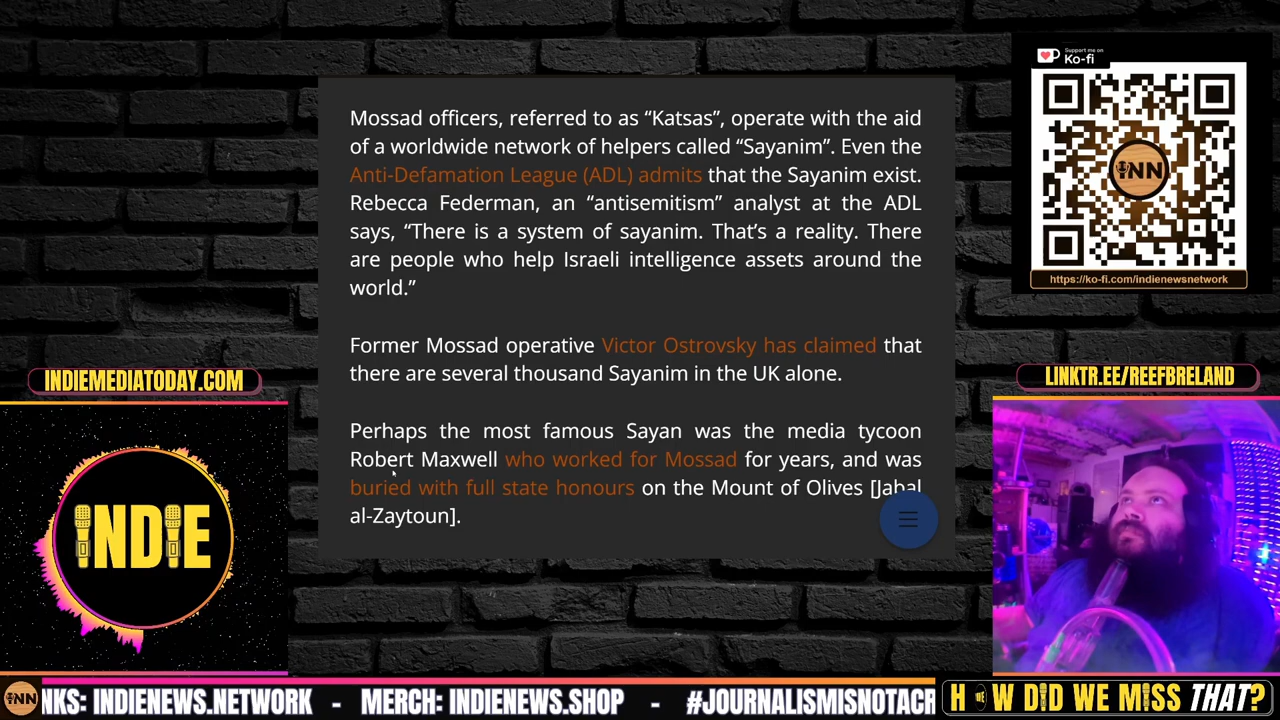 Mossad officers, referred to as “Katsas”, operate with the aid
of a worldwide network of helpers called “Sayanim”. Even the
Anti-Defamation League (ADL) admits that the Sayanim exist.
Rebecca Federman, an “antisemitism” analyst at the ADL
says, “There is a system of sayanim. That’s a reality. There
are people who help Israeli intelligence assets around the
world.”
Former Mossad operative Victor Ostrovsky has claimed that
there are several thousand Sayanim in the UK alone.
Perhaps the most famous Sayan was the media tycoon
Robert Maxwell who worked for Mossad for years, and was
buried with full state honours on the Mount of Olives [Jabal
al-Zaytoun].
Support me on
Ko-fi
INN
https://ko-fi.com/indienewsnetwork
INDIEMEDIATODAY.COM
INDIE
LINKTR.EE/REEFBRELAND
INN
NKS: INDIENEWS.NETWORK - MERCH: INDIENEWS.SHOP - #JOURNALISMISNOTACR
HOW DID WE MISS THAT?